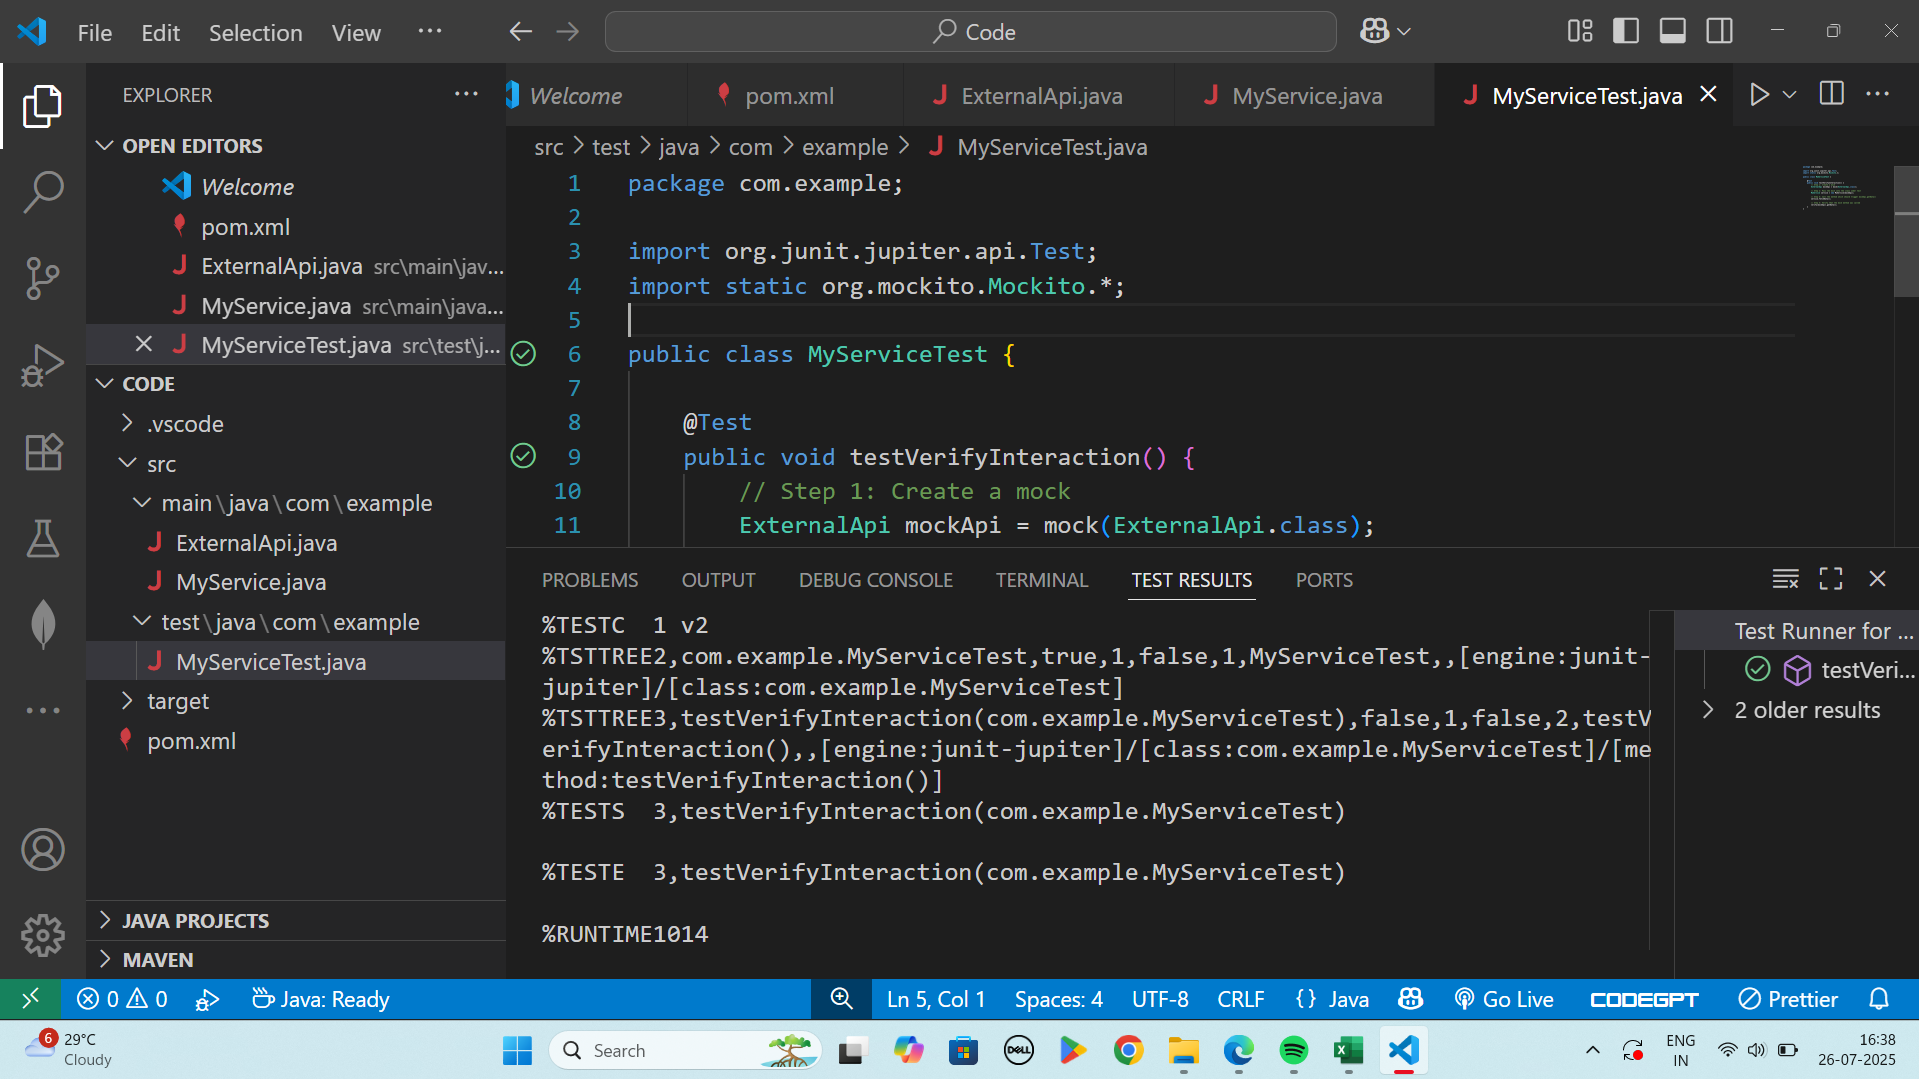 File Edit Selection View ...
Code
EXPLORER ...
OPEN EDITORS
Welcome
pom.xml
ExternalApi.java src\main\jav...
MyService.java src\main\java...
MyServiceTest.java src\test\j...
CODE
.vscode
src
main\java\com\example
ExternalApi.java
MyService.java
test\java\com\example
MyServiceTest.java
target
pom.xml
JAVA PROJECTS
MAVEN
Welcome pom.xml ExternalApi.java MyService.java MyServiceTest.java
src > test > java > com > example > MyServiceTest.java
1 package com.example;
2
3 import org.junit.jupiter.api.Test;
4 import static org.mockito.Mockito.*;
5
6 public class MyServiceTest {
7
8 @Test
9 public void testVerifyInteraction() {
10 // Step 1: Create a mock
11 ExternalApi mockApi = mock(ExternalApi.class);
PROBLEMS OUTPUT DEBUG CONSOLE TERMINAL TEST RESULTS PORTS
%TESTC 1 v2
%TSTTREE2,com.example.MyServiceTest,true,1,false,1,MyServiceTest,,[engine:junit-
jupiter]/[class:com.example.MyServiceTest]
%TSTTREE3,testVerifyInteraction(com.example.MyServiceTest),false,1,false,2,testV
erifyInteraction(),,[engine:junit-jupiter]/[class:com.example.MyServiceTest]/[me
thod:testVerifyInteraction()]
%TESTS 3,testVerifyInteraction(com.example.MyServiceTest)
%TESTE 3,testVerifyInteraction(com.example.MyServiceTest)
%RUNTIME1014
Test Runner for ...
testVeri...
2 older results
0 0 Java: Ready Ln 5, Col 1 Spaces: 4 UTF-8 CRLF {} Java Go Live CODEGPT Prettier
6 29°C
Cloudy
Search
DELL
ENG
IN
16:38
26-07-2025